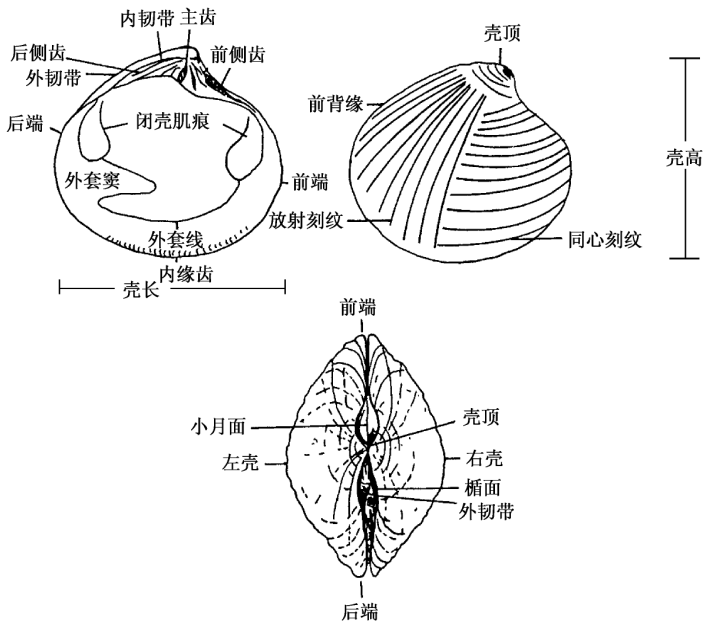 内韧带
主齿
后侧齿
前侧齿
外韧带
后端
闭壳肌痕
外套窦
前端
外套线
内缘齿
壳长
壳顶
前背缘
壳高
放射刻纹
同心刻纹
前端
小月面
壳顶
左壳
右壳
楯面
外韧带
后端